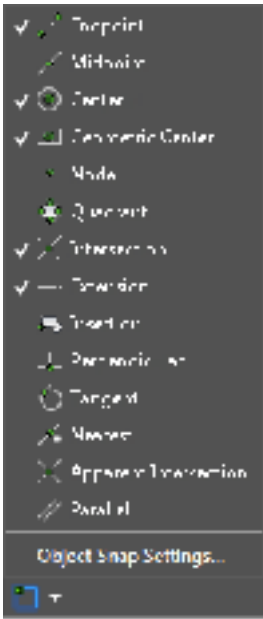 Endpoint
Midpoint
Center
Geometric Center
Node
Quadrant
Intersection
Extension
Insertion
Perpendicular
Tangent
Nearest
Apparent Intersection
Parallel
Object Snap Settings...